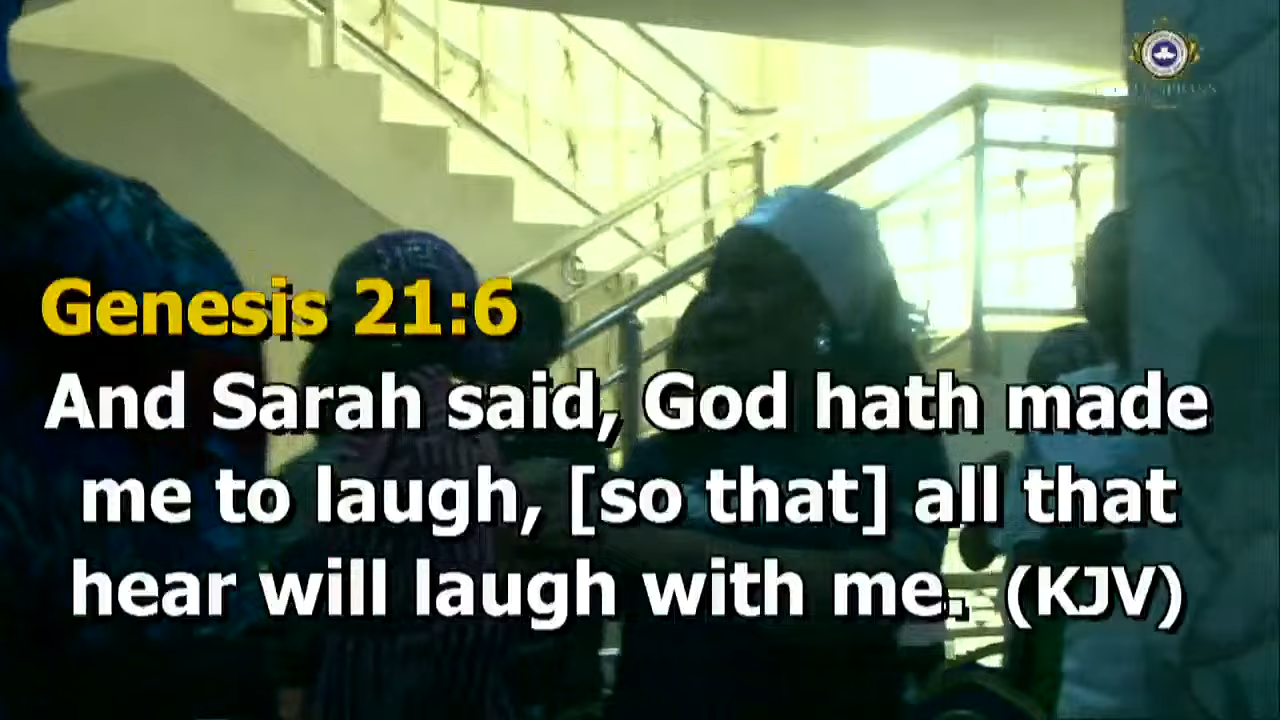 Genesis 21:6
And Sarah said, God hath made
me to laugh, [so that] all that
hear will laugh with me. (KJV)